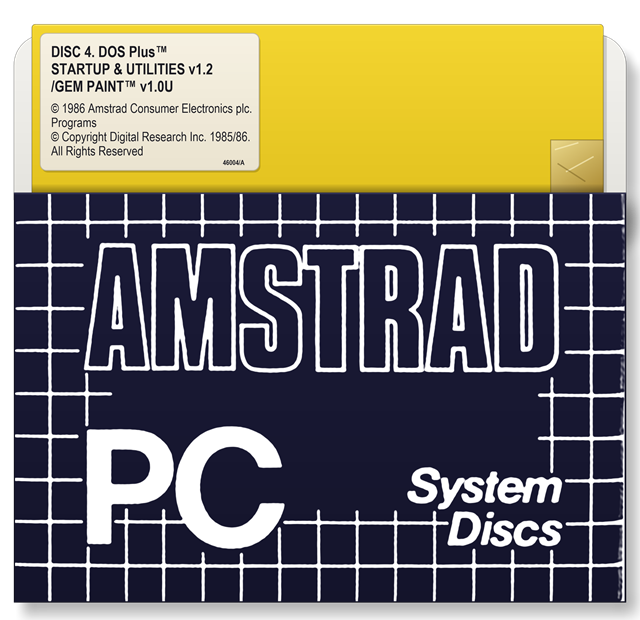 DISC 4. DOS Plus™
STARTUP & UTILITIES v1.2
/GEM PAINT™ v1.0U
© 1986 Amstrad Consumer Electronics plc.
Programs
© Copyright Digital Research Inc. 1985/86.
All Rights Reserved
46004/A
AMSTRAD
PC
System
Discs